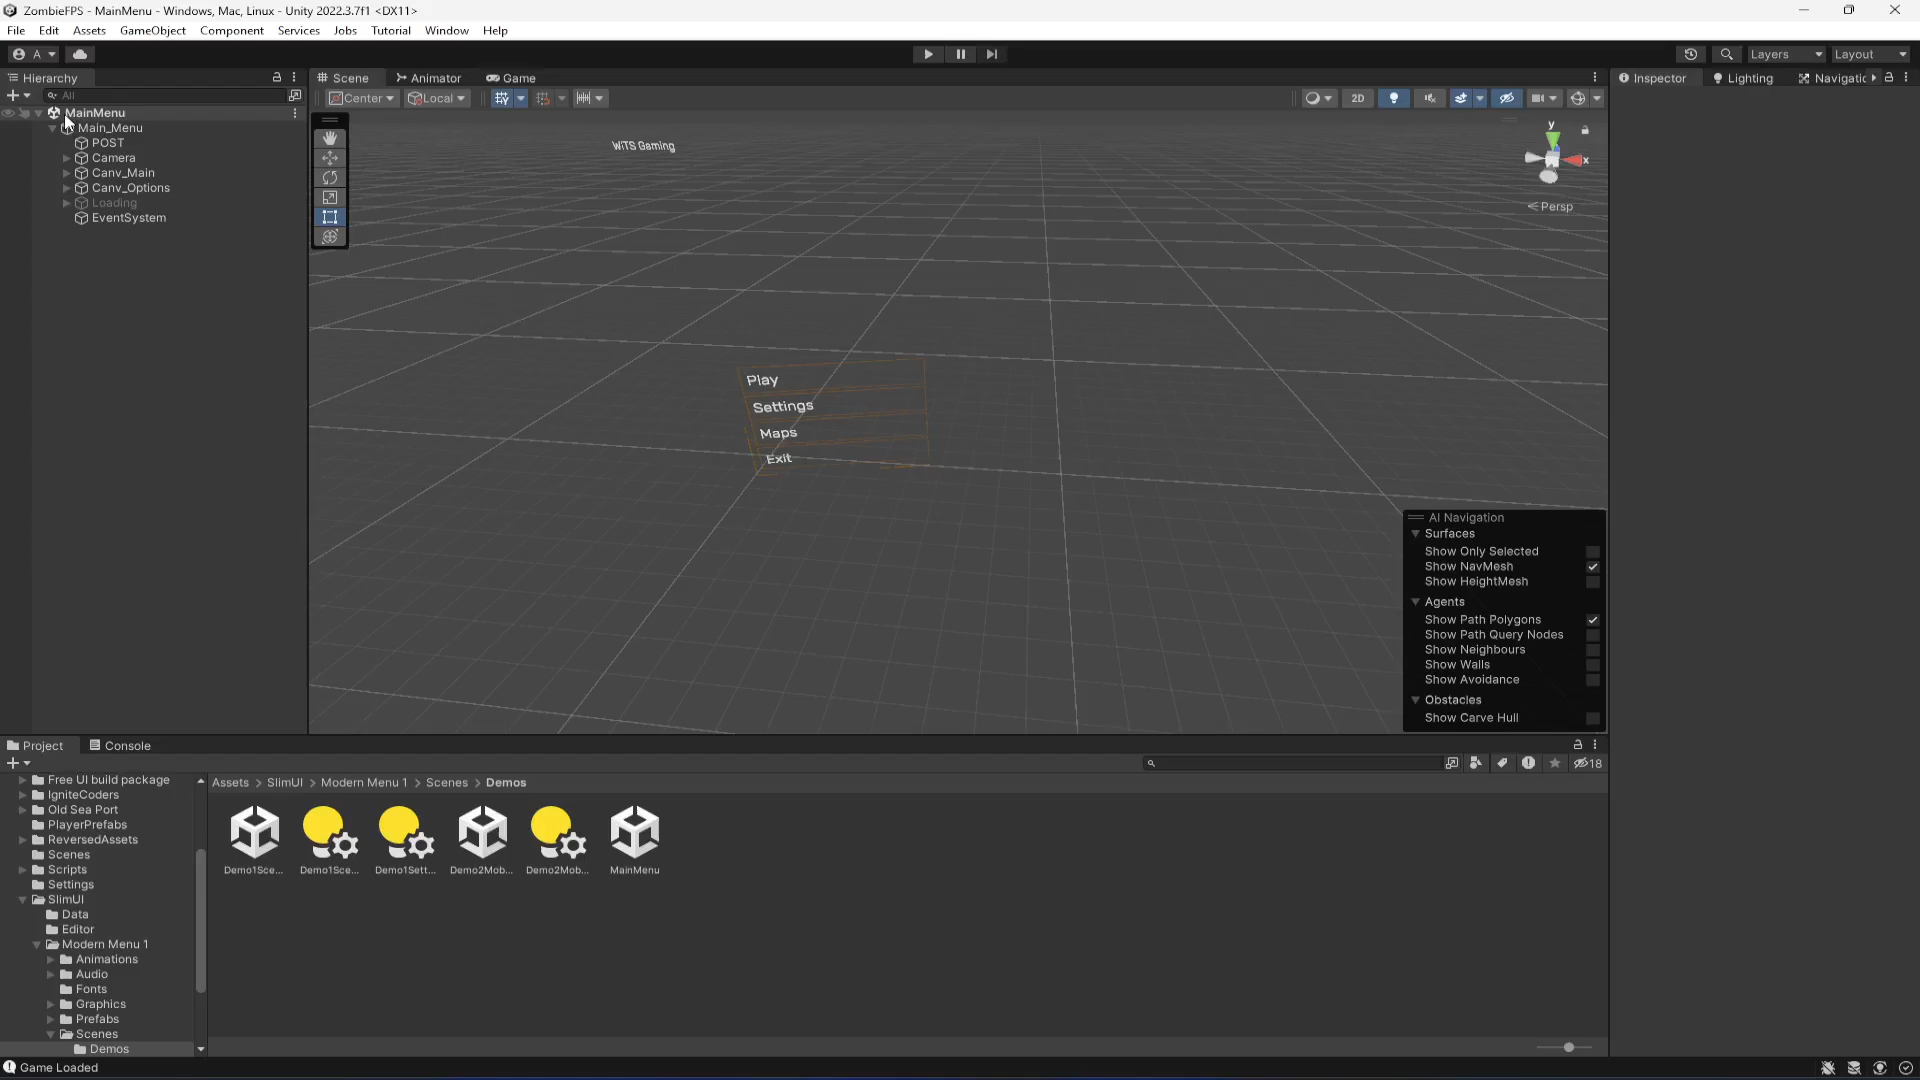 ZombieFPS - MainMenu - Windows, Mac, Linux - Unity 2022.3.7f1 <DX11>
File Edit Assets GameObject Component Services Jobs Tutorial Window Help
A Layers Layout
Hierarchy
All
MainMenu
Main_Menu
POST
Camera
Canv_Main
Canv_Options
Loading
EventSystem
Scene Animator Game
Center Local 2D
WiTS Gaming
y
x
Persp
Play
Settings
Maps
Exit
AI Navigation
Surfaces
Show Only Selected
Show NavMesh
Show HeightMesh
Agents
Show Path Polygons
Show Path Query Nodes
Show Neighbours
Show Walls
Show Avoidance
Obstacles
Show Carve Hull
Inspector Lighting Navigatic
Project Console
18
Free UI build package
IgniteCoders
Old Sea Port
PlayerPrefabs
ReversedAssets
Scenes
Scripts
Settings
SlimUI
Data
Editor
Modern Menu 1
Animations
Audio
Fonts
Graphics
Prefabs
Scenes
Demos
Assets > SlimUI > Modern Menu 1 > Scenes > Demos
Demo1Sce... Demo1Sce... Demo1Sett... Demo2Mob... Demo2Mob... MainMenu
Game Loaded